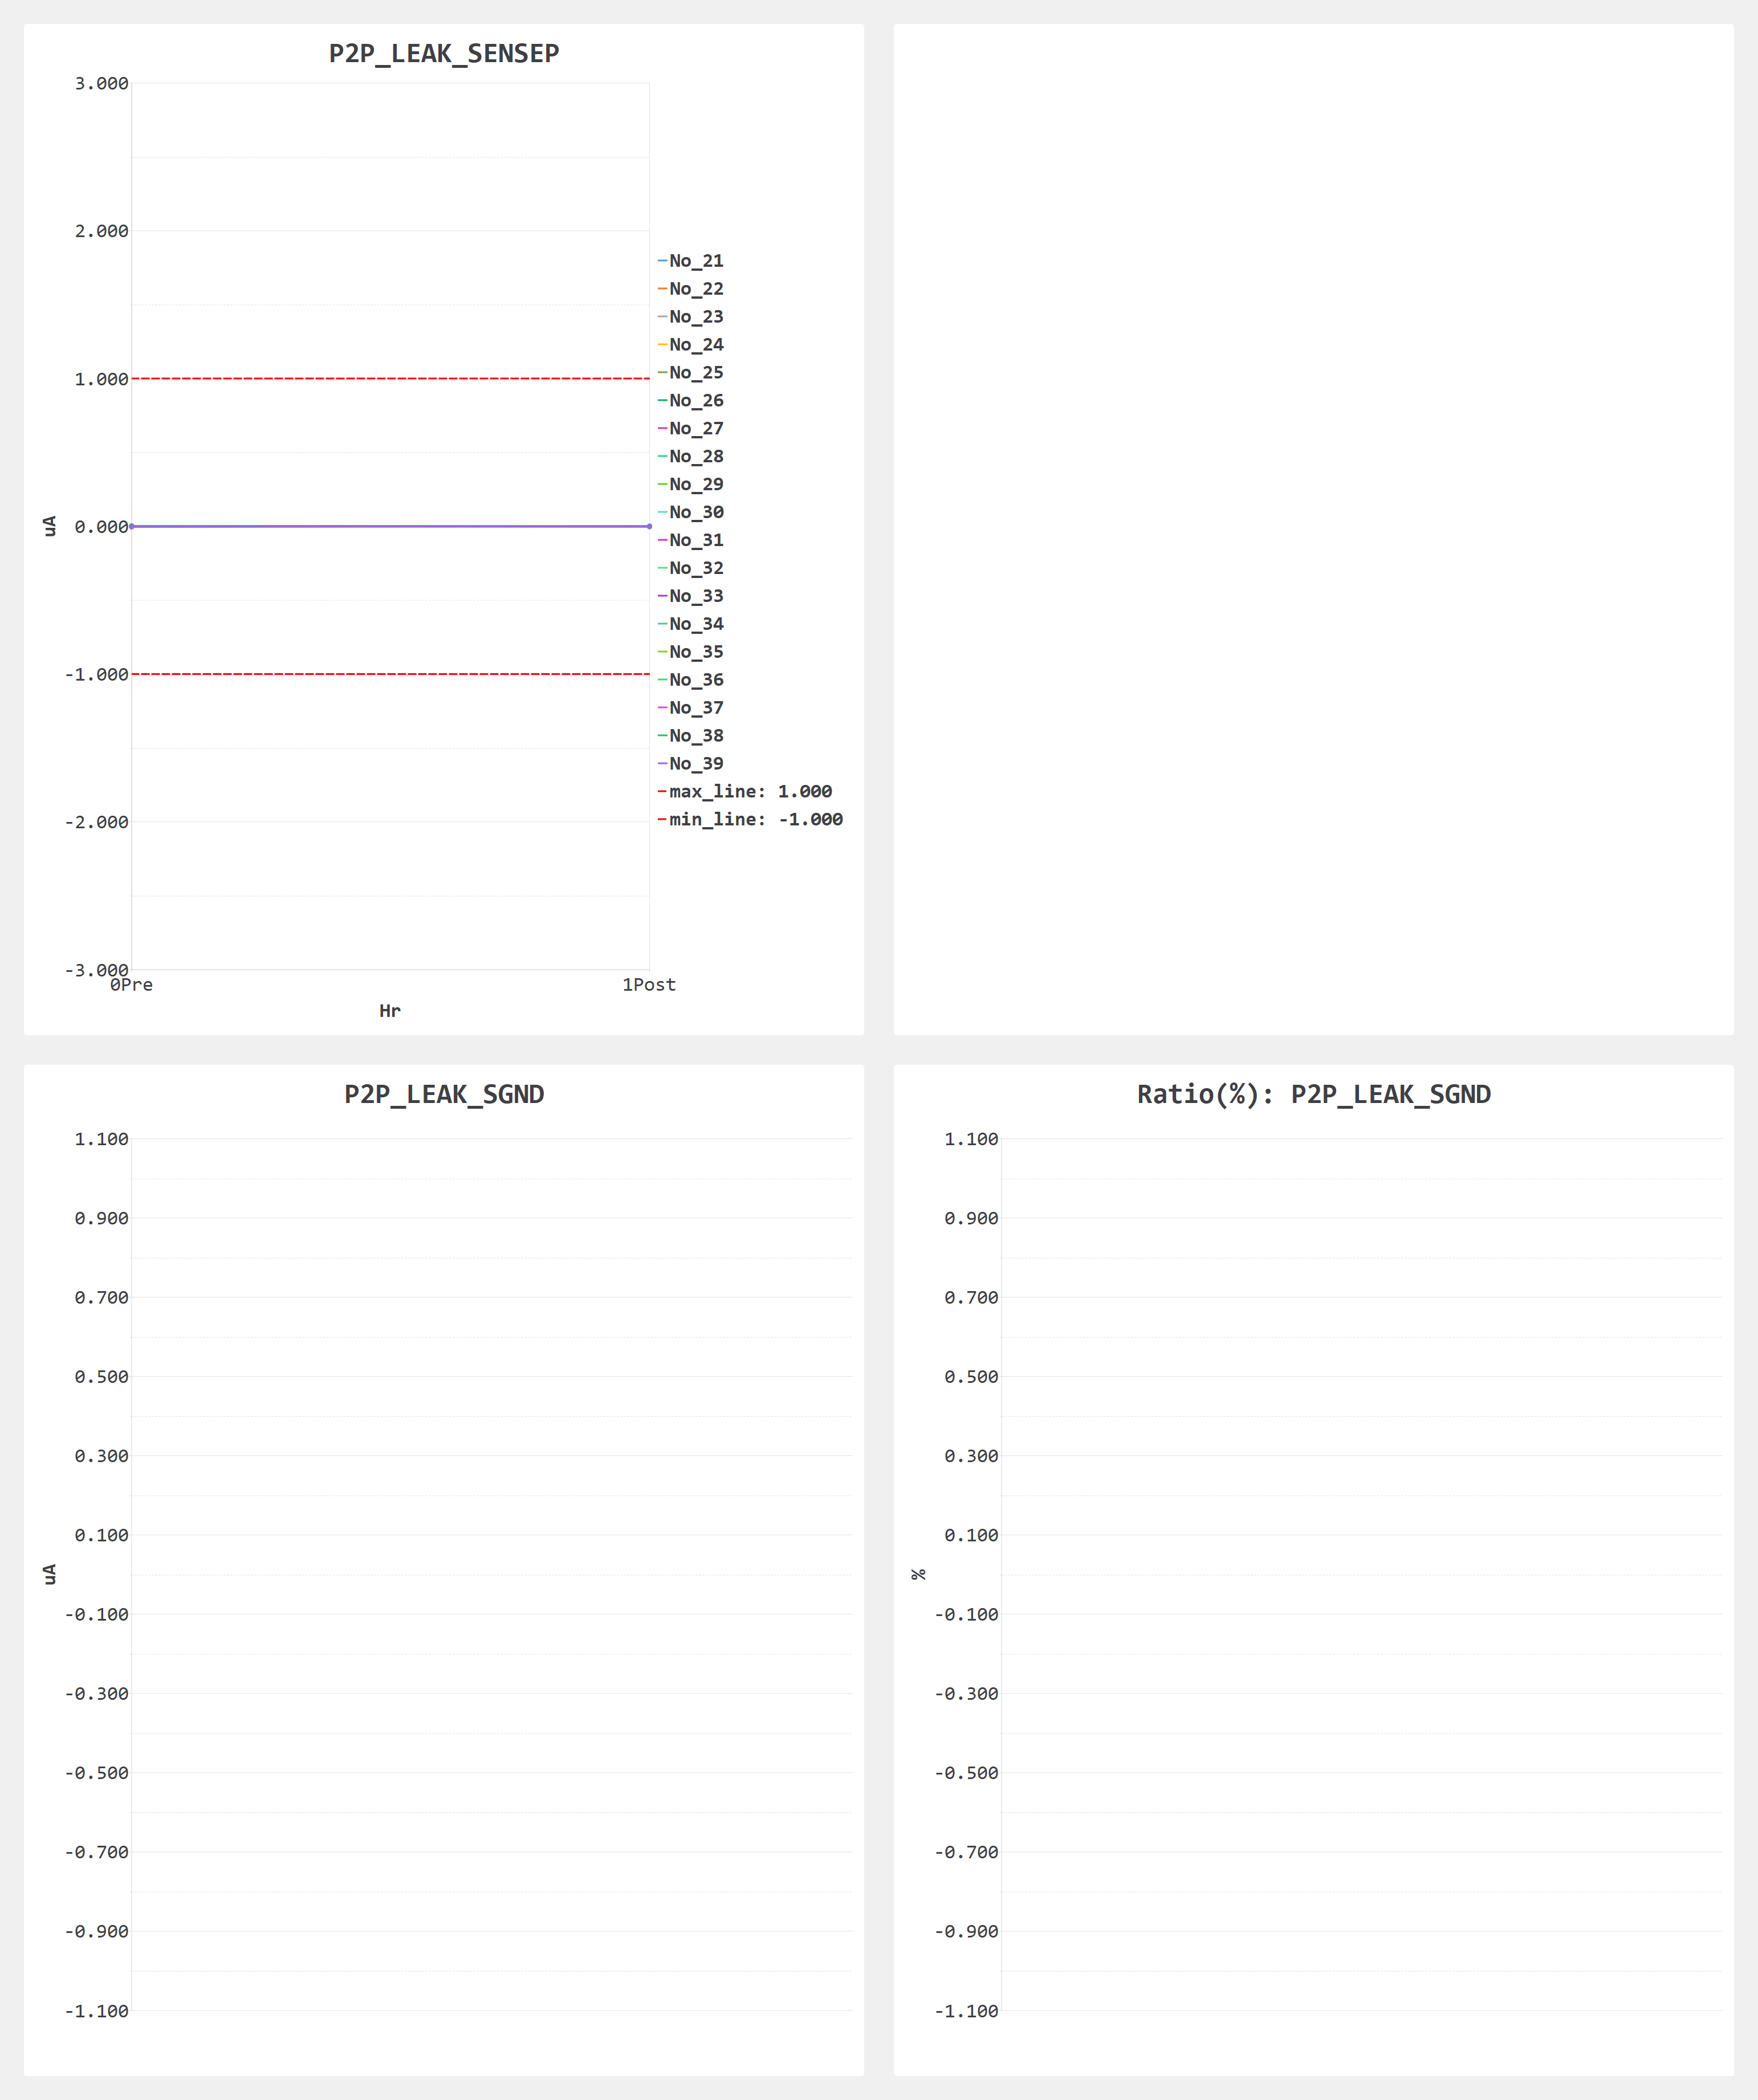 P2P_LEAK_SENSEP
3.000
2.000
1.000
0.000
-1.000
-2.000
-3.000
uA
0Pre
1Post
Hr
No_21
No_22
No_23
No_24
No_25
No_26
No_27
No_28
No_29
No_30
No_31
No_32
No_33
No_34
No_35
No_36
No_37
No_38
No_39
max_line: 1.000
min_line: -1.000
P2P_LEAK_SGND
1.100
0.900
0.700
0.500
0.300
0.100
-0.100
-0.300
-0.500
-0.700
-0.900
-1.100
uA
Ratio(%): P2P_LEAK_SGND
1.100
0.900
0.700
0.500
0.300
0.100
-0.100
-0.300
-0.500
-0.700
-0.900
-1.100
%